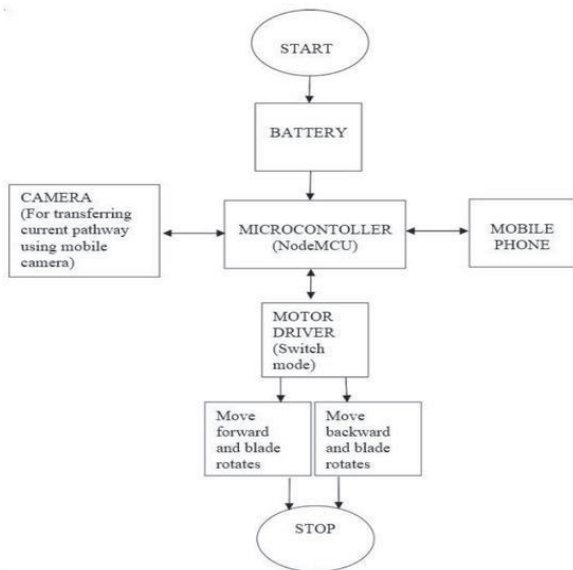 START
BATTERY
CAMERA
(For transferring
current pathway
using mobile
camera)
MICROCONTOLLER
(NodeMCU)
MOBILE
PHONE
MOTOR
DRIVER
(Switch
mode)
Move
forward
and blade
rotates
Move
backward
and blade
rotates
STOP